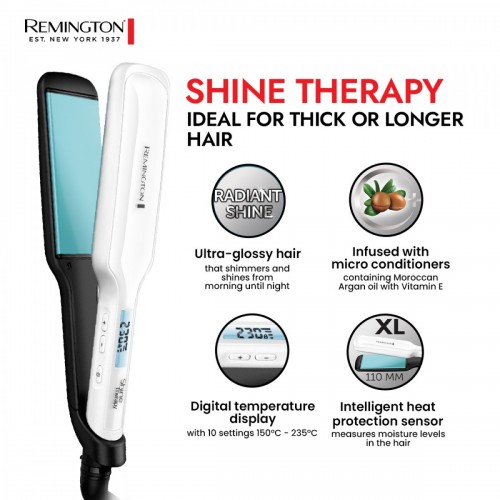 REMINGTON
EST. NEW YORK 1937
SHINE THERAPY
IDEAL FOR THICK OR LONGER
HAIR
REMINGTON
RADIANT
SHINE
Ultra-glossy hair
that shimmers and
shines from
morning until night
Infused with
micro conditioners
containing Moroccan
Argan oil with Vitamin E
230
shine
therapy
230
+ −
Digital temperature
display
with 10 settings 150°C - 235°C
XL
110 MM
Intelligent heat
protection sensor
measures moisture levels
in the hair